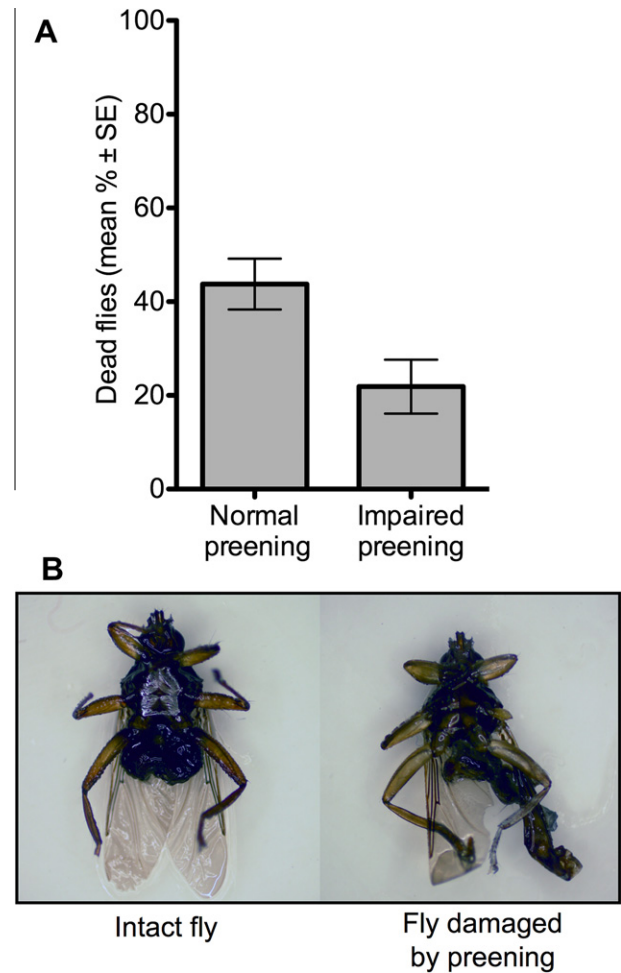 A
Dead flies (mean % ± SE)
100
80
60
40
20
0
Normal
preening
Impaired
preening
B
Intact fly
Fly damaged
by preening